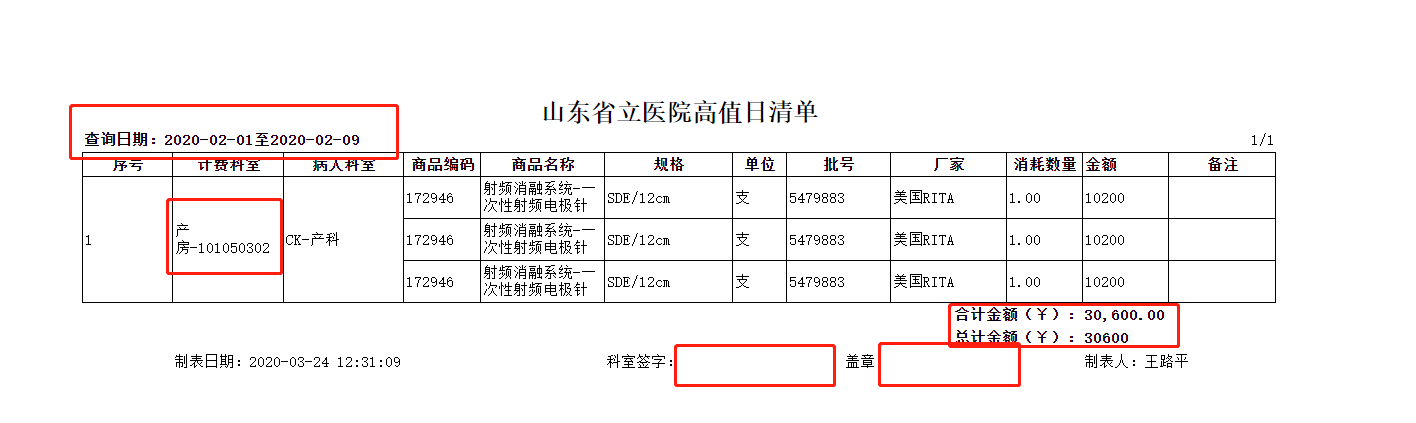 山东省立医院高值日清单
查询日期：2020-02-01至2020-02-09 1/1
序号 计费科室 病人科室 商品编码 商品名称 规格 单位 批号 厂家 消耗数量 金额 备注
1 产房-101050302 CK-产科 172946 射频消融系统-一次性射频电极针 SDE/12cm 支 5479883 美国RITA 1.00 10200
172946 射频消融系统-一次性射频电极针 SDE/12cm 支 5479883 美国RITA 1.00 10200
172946 射频消融系统-一次性射频电极针 SDE/12cm 支 5479883 美国RITA 1.00 10200
合计金额（￥）：30,600.00
总计金额（￥）：30600
制表日期：2020-03-24 12:31:09 科室签字： 盖章 制表人：王路平